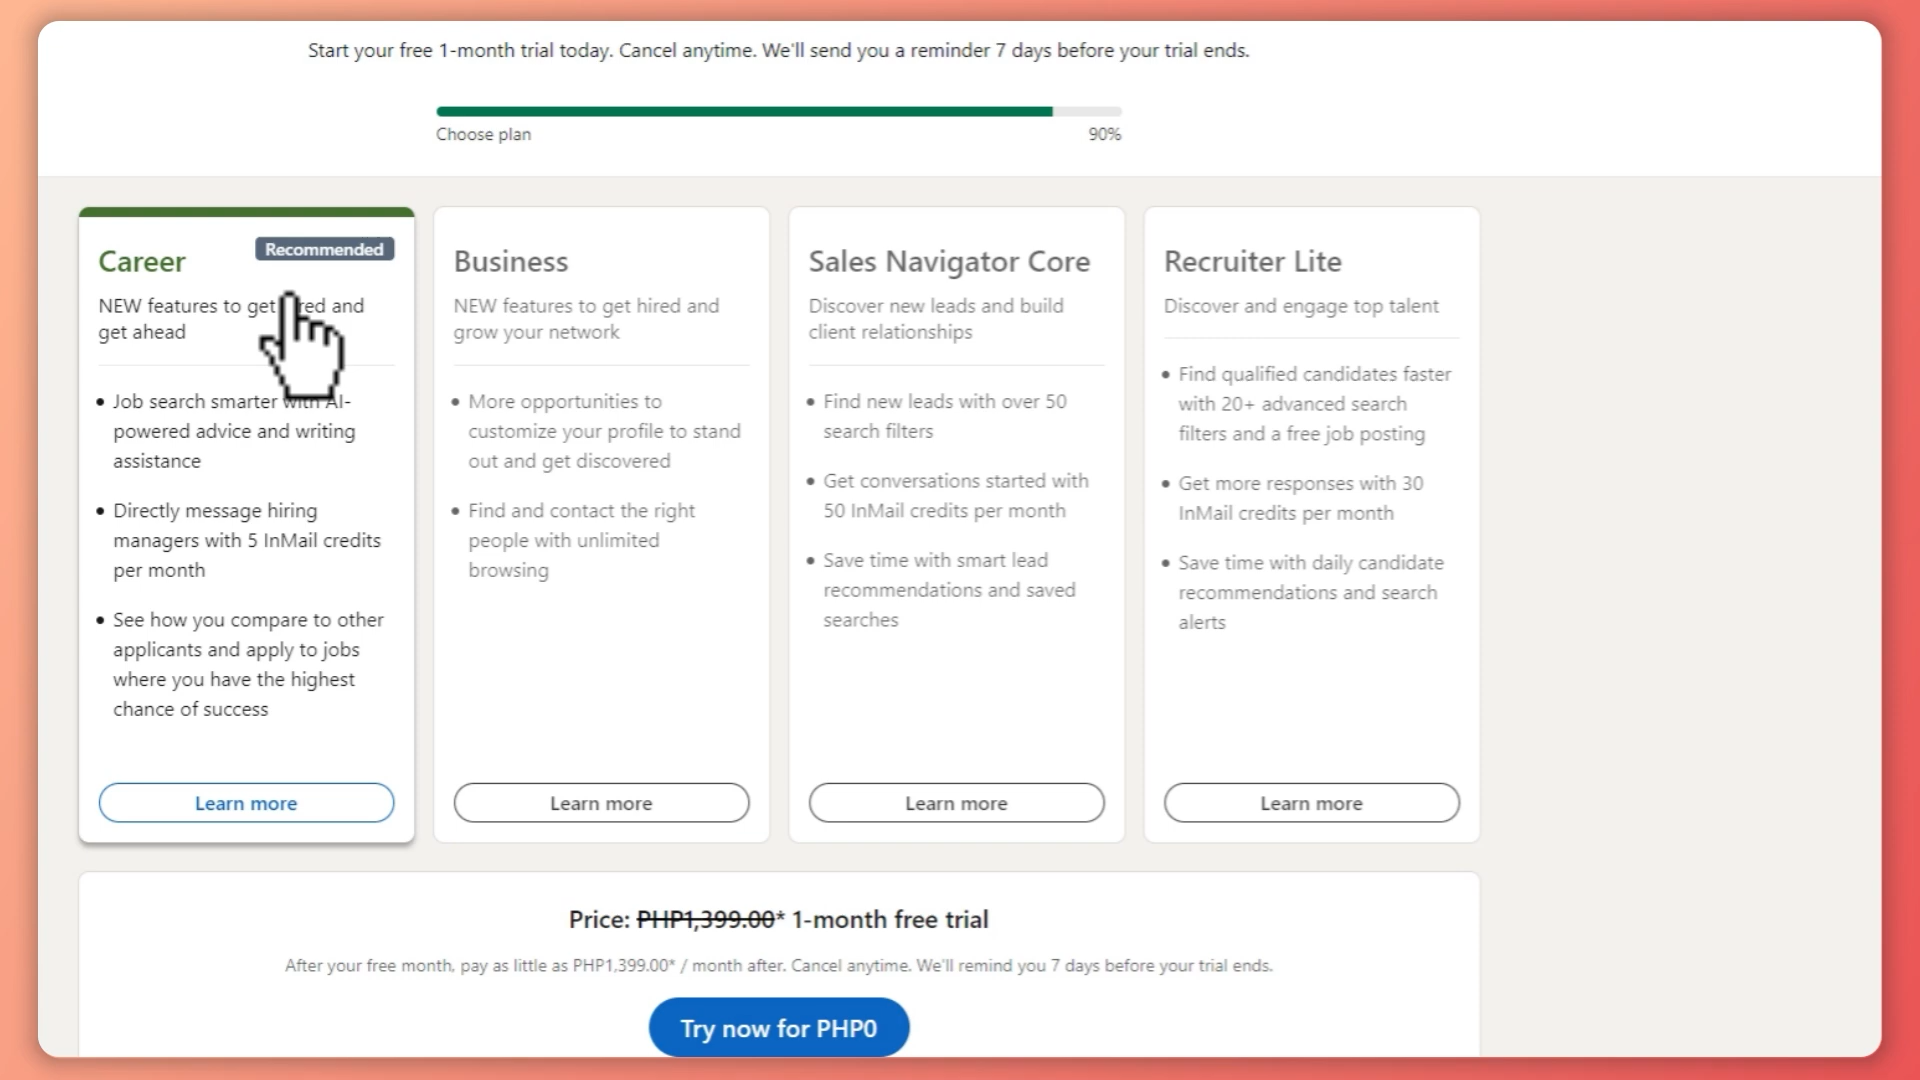 Start your free 1-month trial today. Cancel anytime. We'll send you a reminder 7 days before your trial ends.
Choose plan
90%
Career
Recommended
NEW features to get red and
get ahead
• Job search smarter with AI-
powered advice and writing
assistance
• Directly message hiring
managers with 5 InMail credits
per month
• See how you compare to other
applicants and apply to jobs
where you have the highest
chance of success
Learn more
Business
NEW features to get hired and
grow your network
• More opportunities to
customize your profile to stand
out and get discovered
• Find and contact the right
people with unlimited
browsing
Learn more
Sales Navigator Core
Discover new leads and build
client relationships
• Find new leads with over 50
search filters
• Get conversations started with
50 InMail credits per month
• Save time with smart lead
recommendations and saved
searches
Learn more
Recruiter Lite
Discover and engage top talent
• Find qualified candidates faster
with 20+ advanced search
filters and a free job posting
• Get more responses with 30
InMail credits per month
• Save time with daily candidate
recommendations and search
alerts
Learn more
Price: PHP1,399.00* 1-month free trial
After your free month, pay as little as PHP1,399.00* / month after. Cancel anytime. We'll remind you 7 days before your trial ends.
Try now for PHP0